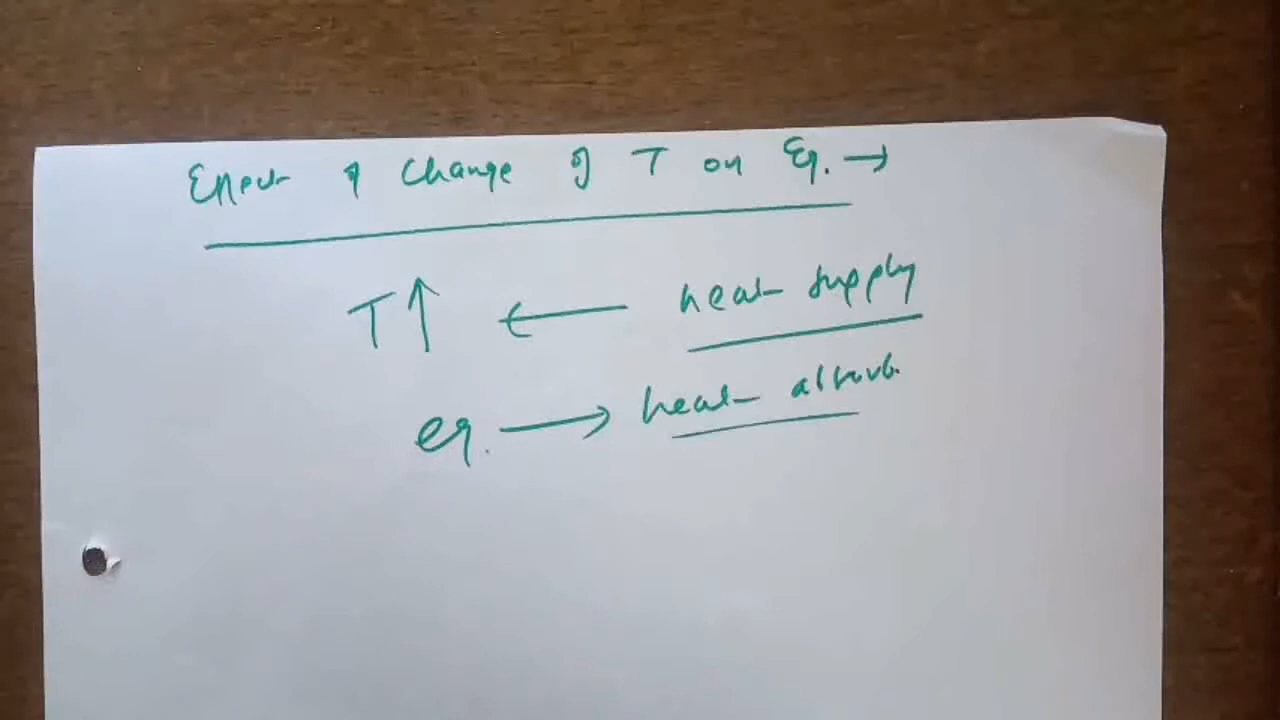 Effect of Change of T on Eq. →
T↑ ← heat supply
eq. → heat absorb.